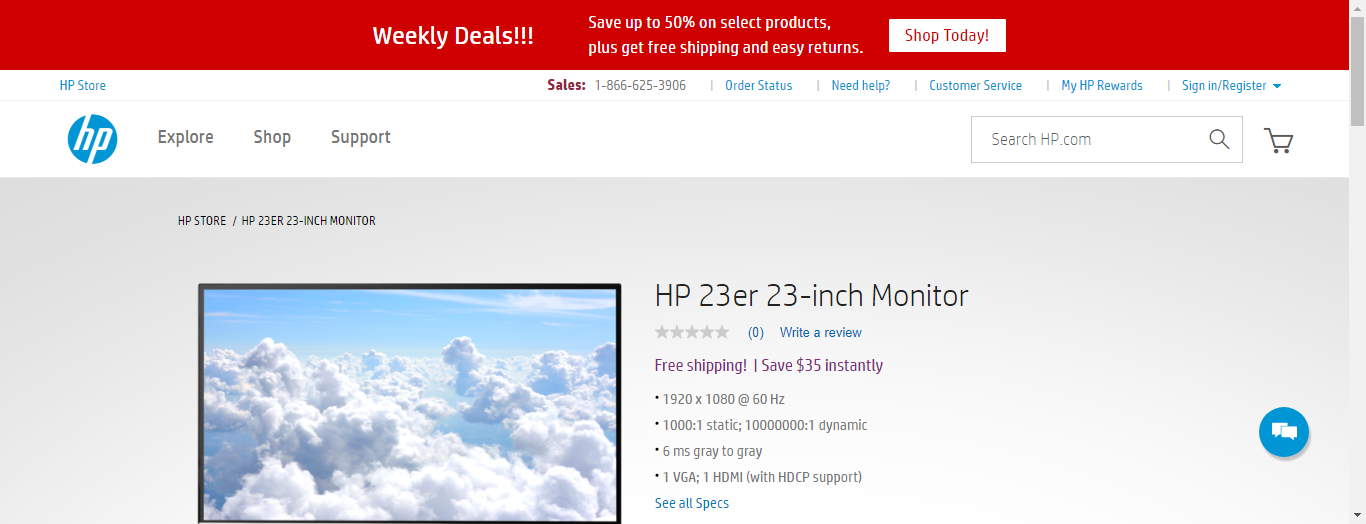 Weekly Deals!!!
Save up to 50% on select products,
plus get free shipping and easy returns.
Shop Today!
HP Store
Sales: 1-866-625-3906 | Order Status | Need help? | Customer Service | My HP Rewards | Sign in/Register
hp
Explore Shop Support
Search HP.com
HP STORE / HP 23ER 23-INCH MONITOR
HP 23er 23-inch Monitor
(0) Write a review
Free shipping! | Save $35 instantly
• 1920 x 1080 @ 60 Hz
• 1000:1 static; 10000000:1 dynamic
• 6 ms gray to gray
• 1 VGA; 1 HDMI (with HDCP support)
See all Specs